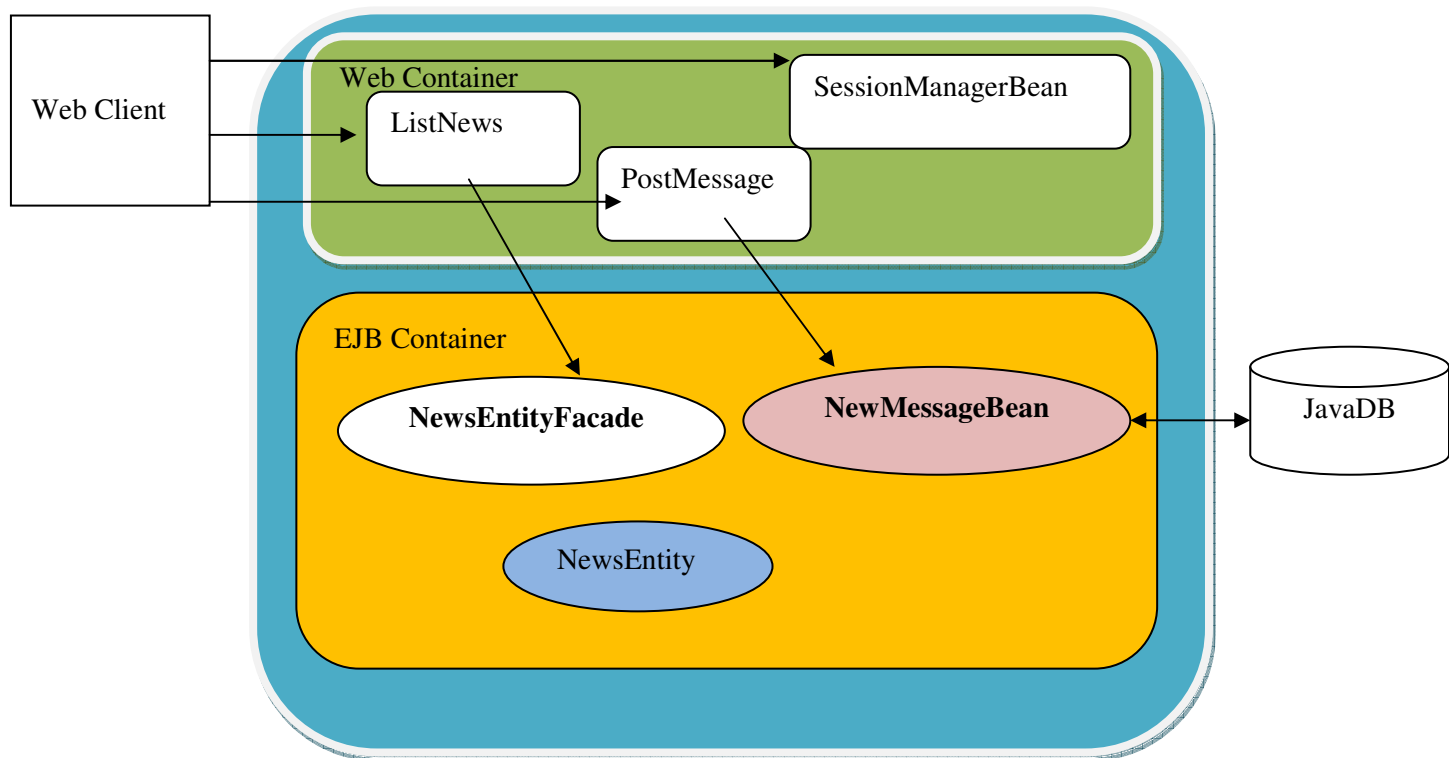 Web Client
Web Container
SessionManagerBean
ListNews
PostMessage
EJB Container
NewsEntityFacade
NewMessageBean
JavaDB
NewsEntity